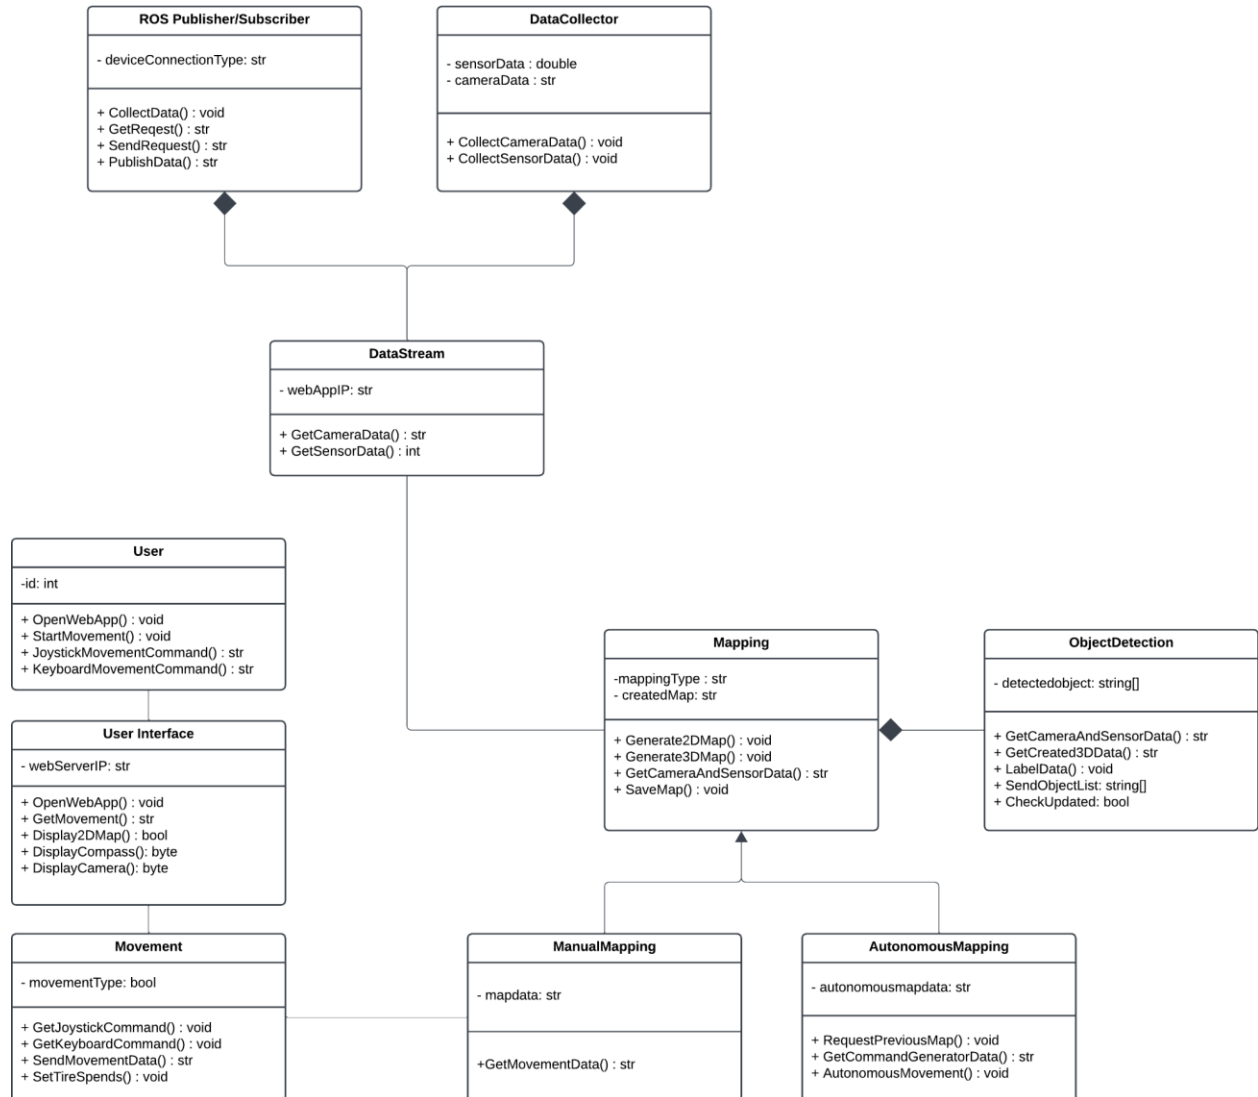 ROS Publisher/Subscriber
- deviceConnectionType: str
+ CollectData() : void
+ GetReqest() : str
+ SendRequest() : str
+ PublishData() : str
DataCollector
- sensorData : double
- cameraData : str
+ CollectCameraData() : void
+ CollectSensorData() : void
DataStream
- webAppIP: str
+ GetCameraData() : str
+ GetSensorData() : int
User
-id: int
+ OpenWebApp() : void
+ StartMovement() : void
+ JoystickMovementCommand() : str
+ KeyboardMovementCommand() : str
User Interface
- webServerIP: str
+ OpenWebApp() : void
+ GetMovement() : str
+ Display2DMap() : bool
+ DisplayCompass(): byte
+ DisplayCamera(): byte
Mapping
-mappingType : str
- createdMap: str
+ Generate2DMap() : void
+ Generate3DMap() : void
+ GetCameraAndSensorData() : str
+ SaveMap() : void
ObjectDetection
- detectedobject: string[]
+ GetCameraAndSensorData() : str
+ GetCreated3DData() : str
+ LabelData() : void
+ SendObjectList: string[]
+ CheckUpdated: bool
Movement
- movementType: bool
+ GetJoystickCommand() : void
+ GetKeyboardCommand() : void
+ SendMovementData() : str
+ SetTireSpends() : void
ManualMapping
- mapdata: str
+GetMovementData() : str
AutonomousMapping
- autonomousmapdata: str
+ RequestPreviousMap() : void
+ GetCommandGeneratorData() : str
+ AutonomousMovement() : void